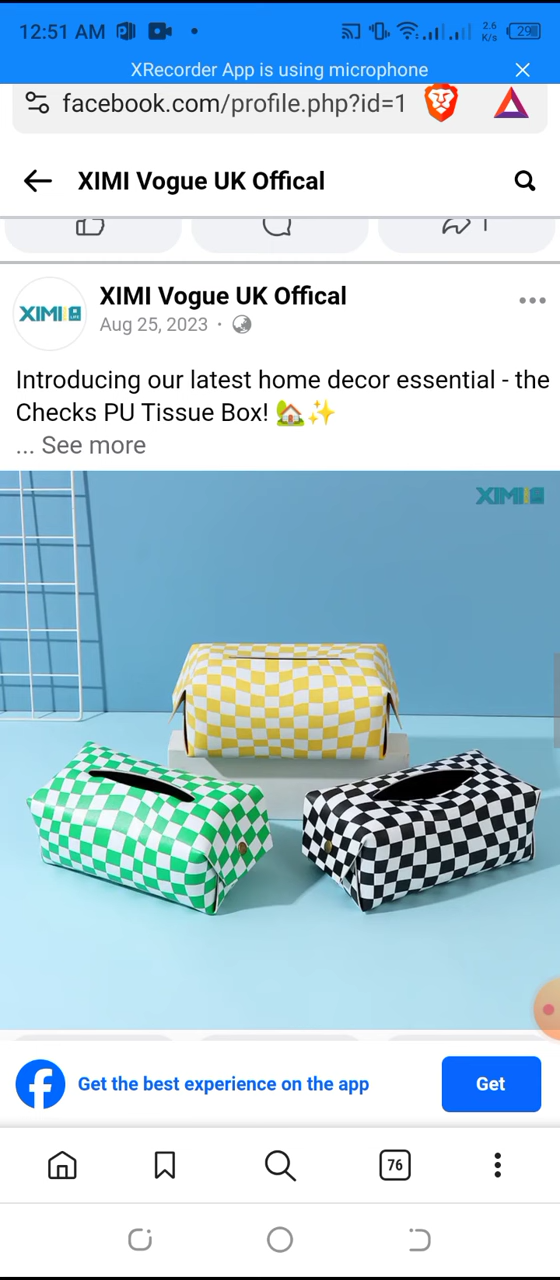 12:51 AM
2.6
K/s
29
XRecorder App is using microphone
facebook.com/profile.php?id=1
XIMI Vogue UK Offical
1
XIMI
XIMI Vogue UK Offical
Aug 25, 2023 ·
Introducing our latest home decor essential - the
Checks PU Tissue Box! 🏡✨
... See more
XIMI
Get the best experience on the app
Get
76